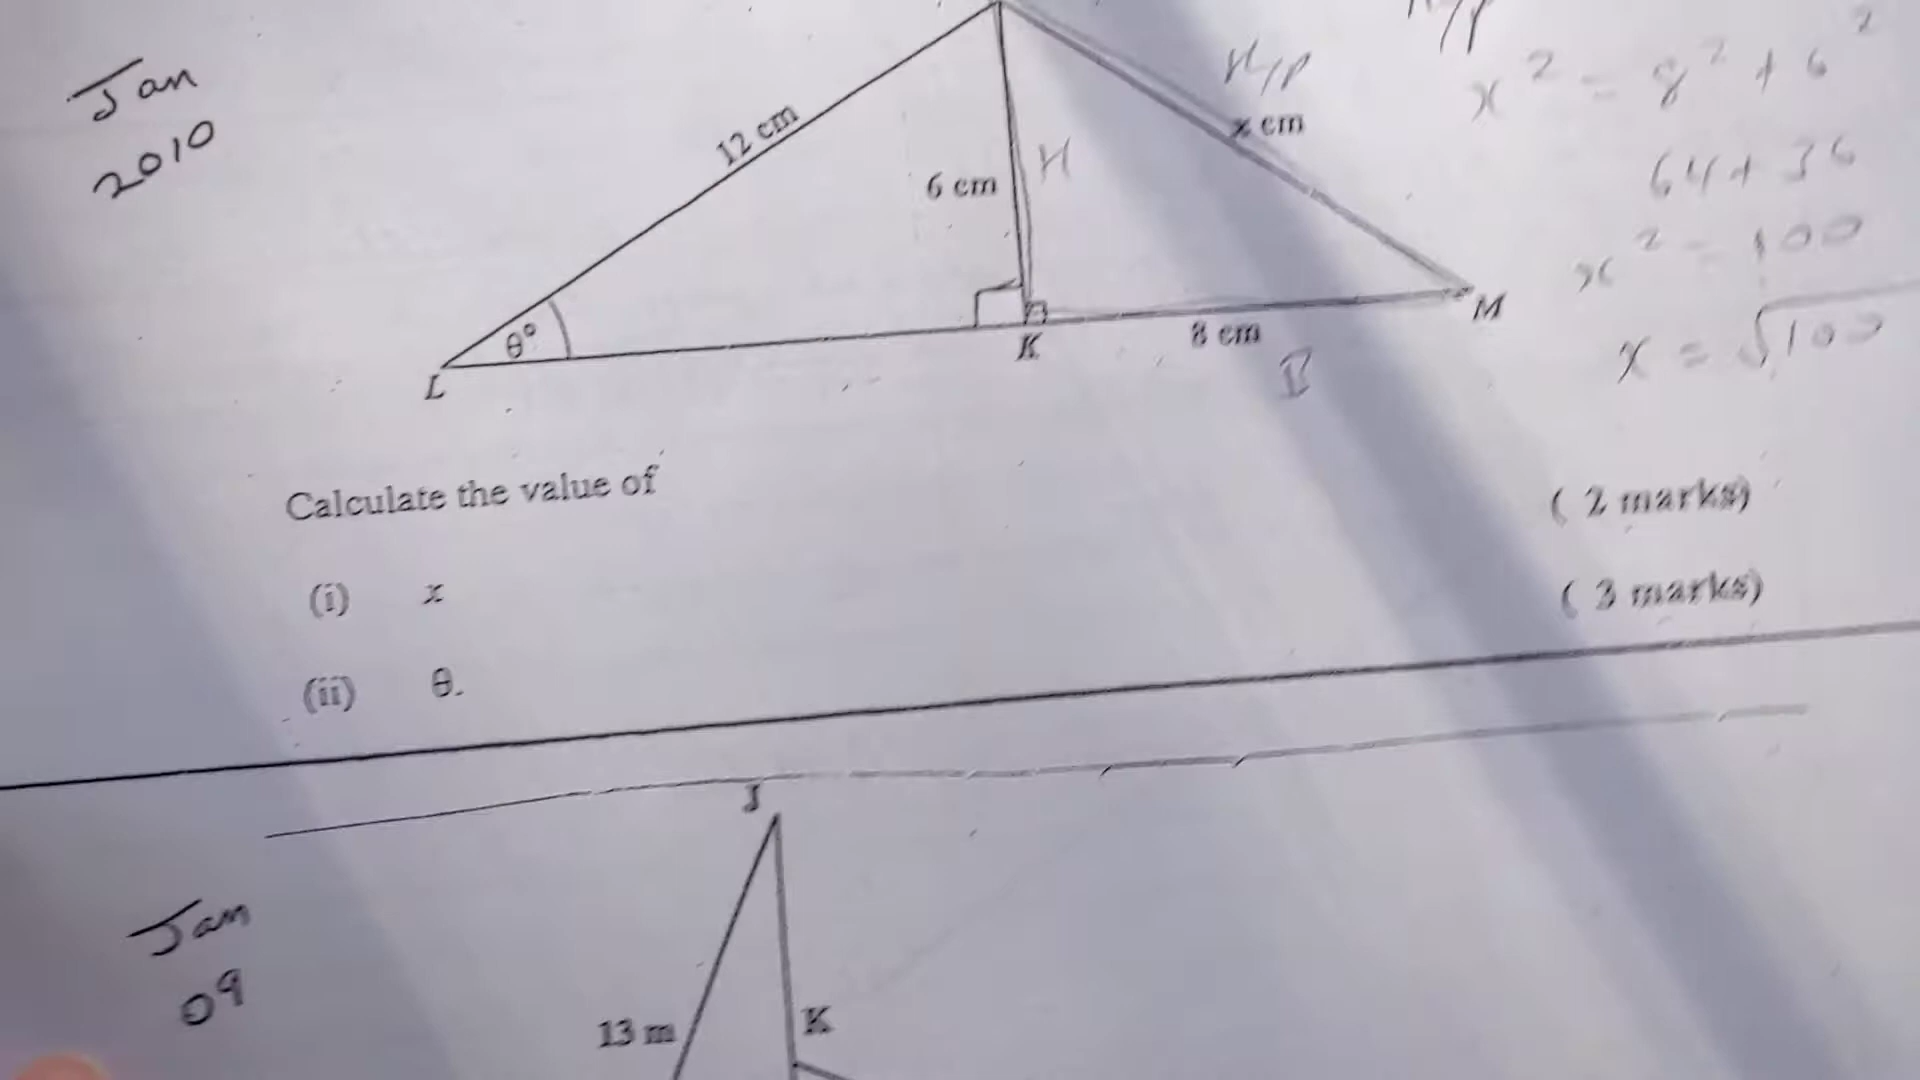 Jan
2010
12 cm
6 cm
H
Hyp
x cm
x² = 8² + 6²
64 + 36
x² = 100
x = √100
θ°
L
K
8 cm
M
Calculate the value of
(i) x
( 2 marks)
(ii) θ.
( 3 marks)
Jan
09
J
13 m
K